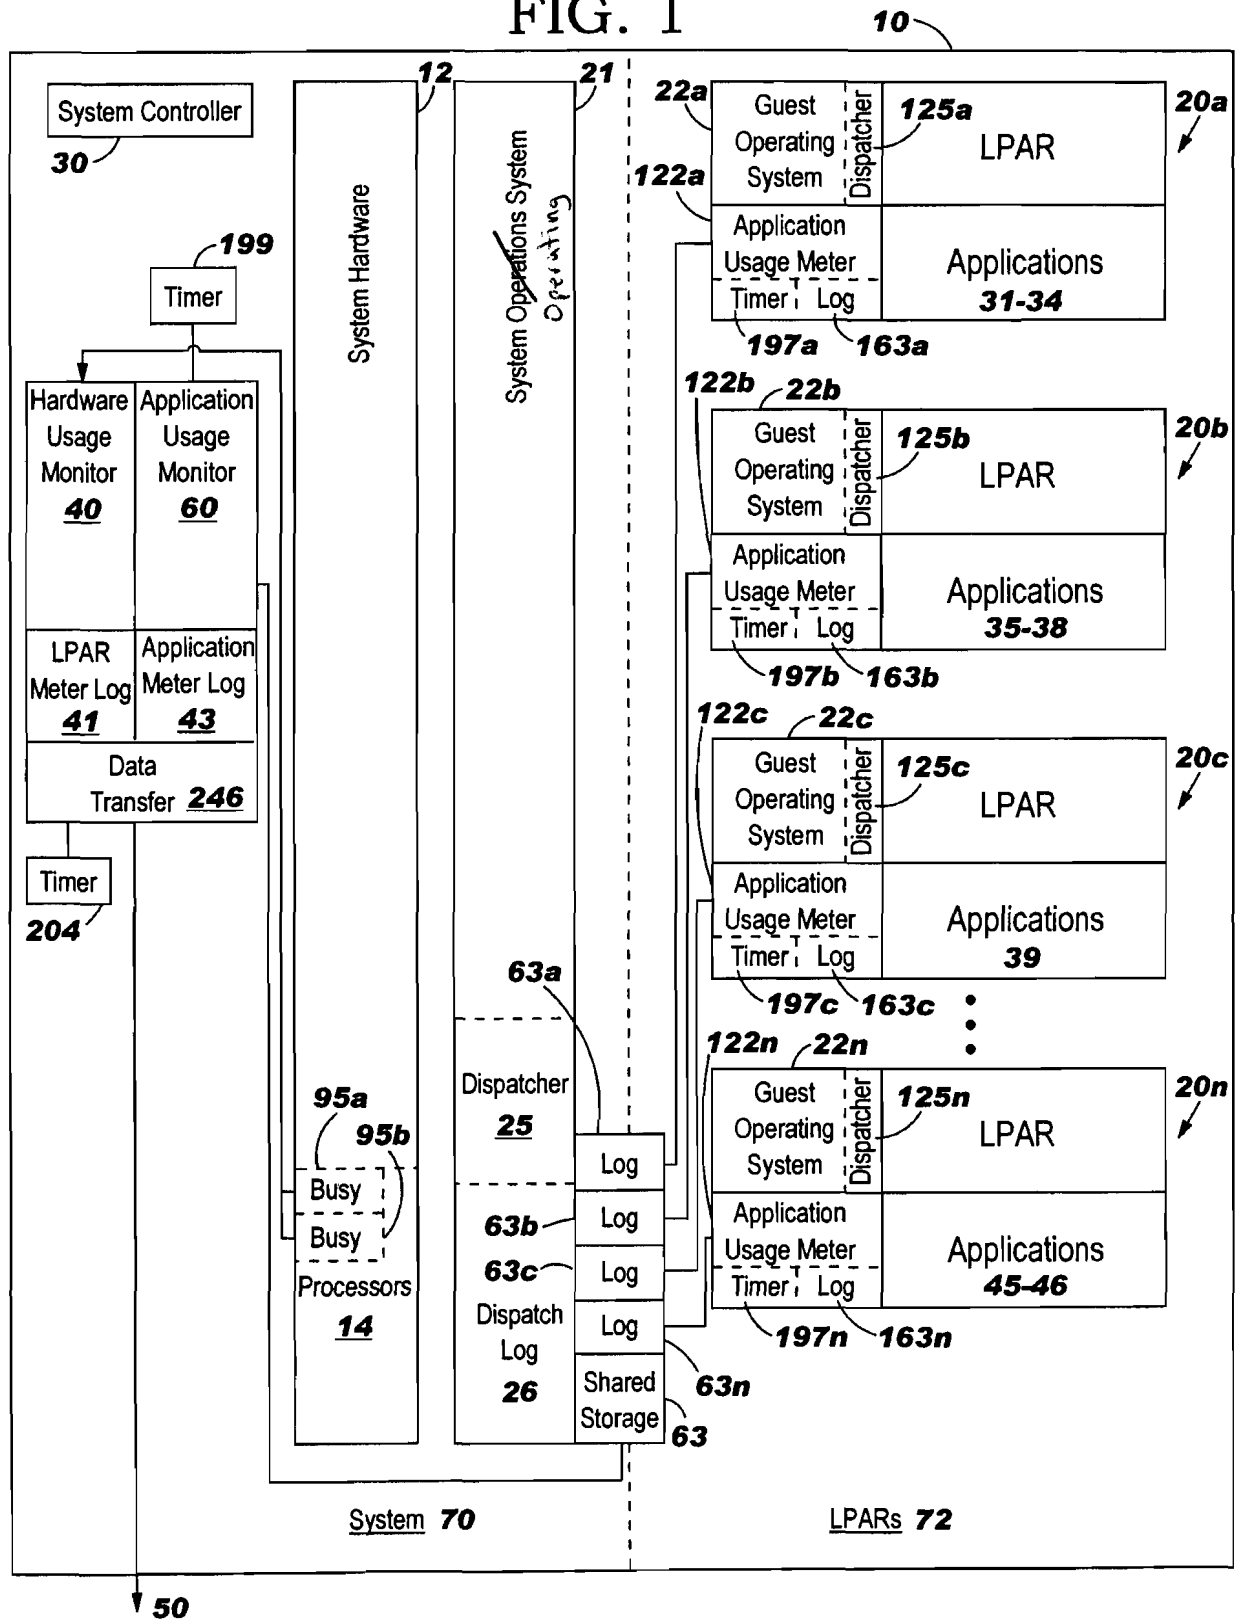 FIG. 1
10
System Controller
30
199
Timer
Hardware
Usage
Monitor
40
Application
Usage
Monitor
60
LPAR
Meter Log
41
Application
Meter Log
43
Data
Transfer 246
Timer
204
50
12
System Hardware
95a
95b
Busy
Busy
Processors
14
21
System Operations System
Operating
Dispatcher
25
Dispatch
Log
26
63a
Log
63b
Log
63c
Log
Log
63n
Shared
Storage
63
System 70
22a
Guest
Operating
System
Dispatcher
125a
LPAR
20a
122a
Application
Usage Meter
Timer
Log
197a
163a
Applications
31-34
122b
22b
Guest
Operating
System
Dispatcher
125b
LPAR
20b
Application
Usage Meter
Timer
Log
197b
163b
Applications
35-38
122c
22c
Guest
Operating
System
Dispatcher
125c
LPAR
20c
Application
Usage Meter
Timer
Log
197c
163c
Applications
39
122n
22n
Guest
Operating
System
Dispatcher
125n
LPAR
20n
Application
Usage Meter
Timer
Log
197n
163n
Applications
45-46
LPARs 72